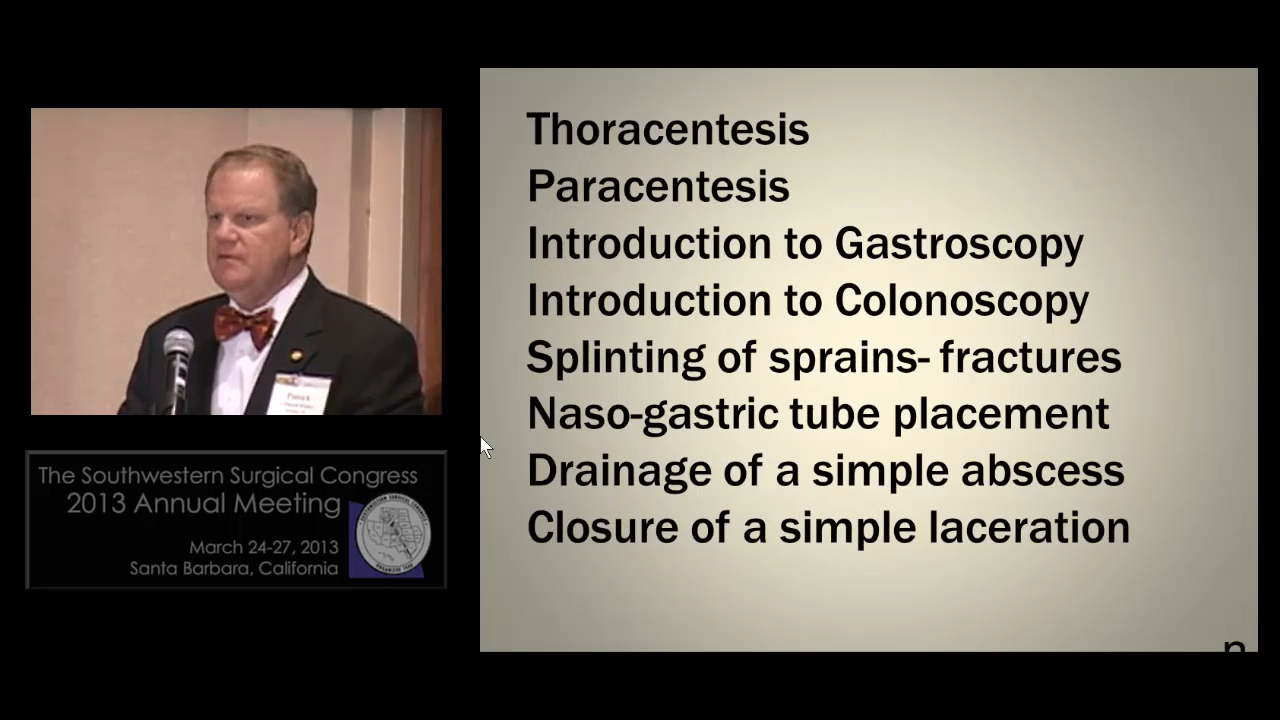 Thoracentesis
Paracentesis
Introduction to Gastroscopy
Introduction to Colonoscopy
Splinting of sprains- fractures
Naso-gastric tube placement
Drainage of a simple abscess
Closure of a simple laceration
n
Patrick
The Southwestern Surgical Congress
2013 Annual Meeting
March 24-27, 2013
Santa Barbara, California